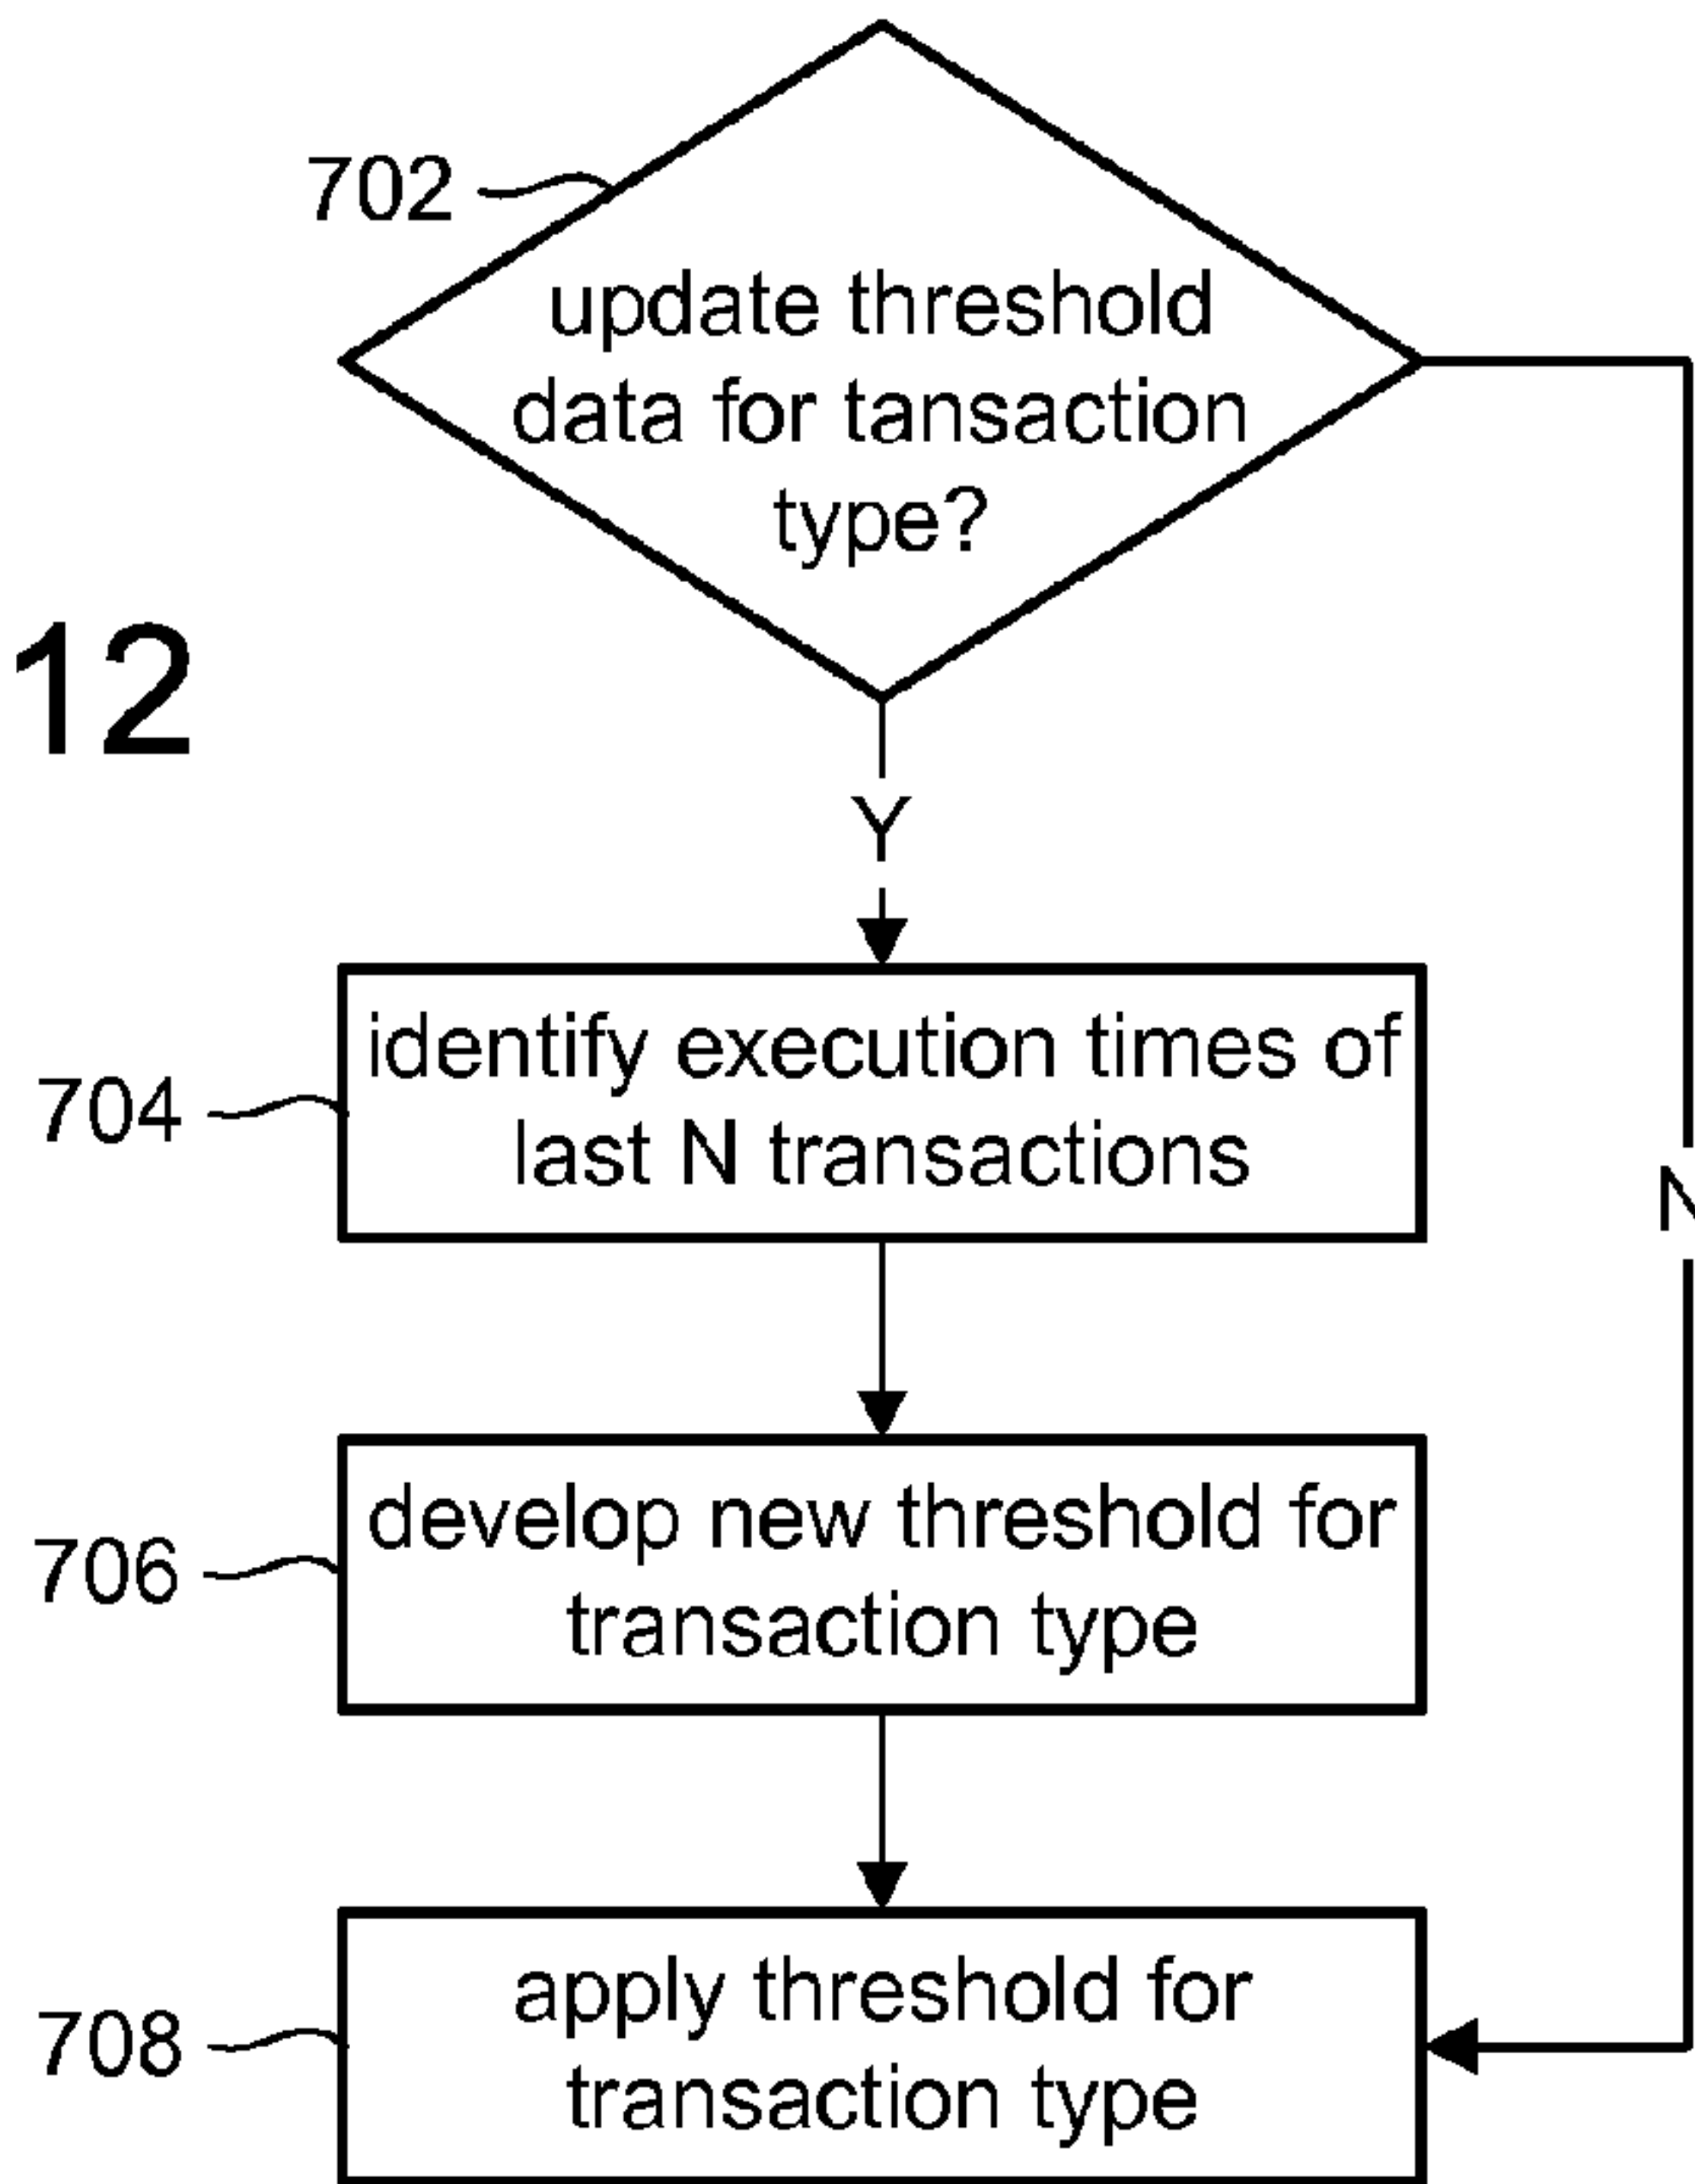 702
update threshold
data for tansaction
type?
12
Y
704
identify execution times of
last N transactions
N
706
develop new threshold for
transaction type
708
apply threshold for
transaction type